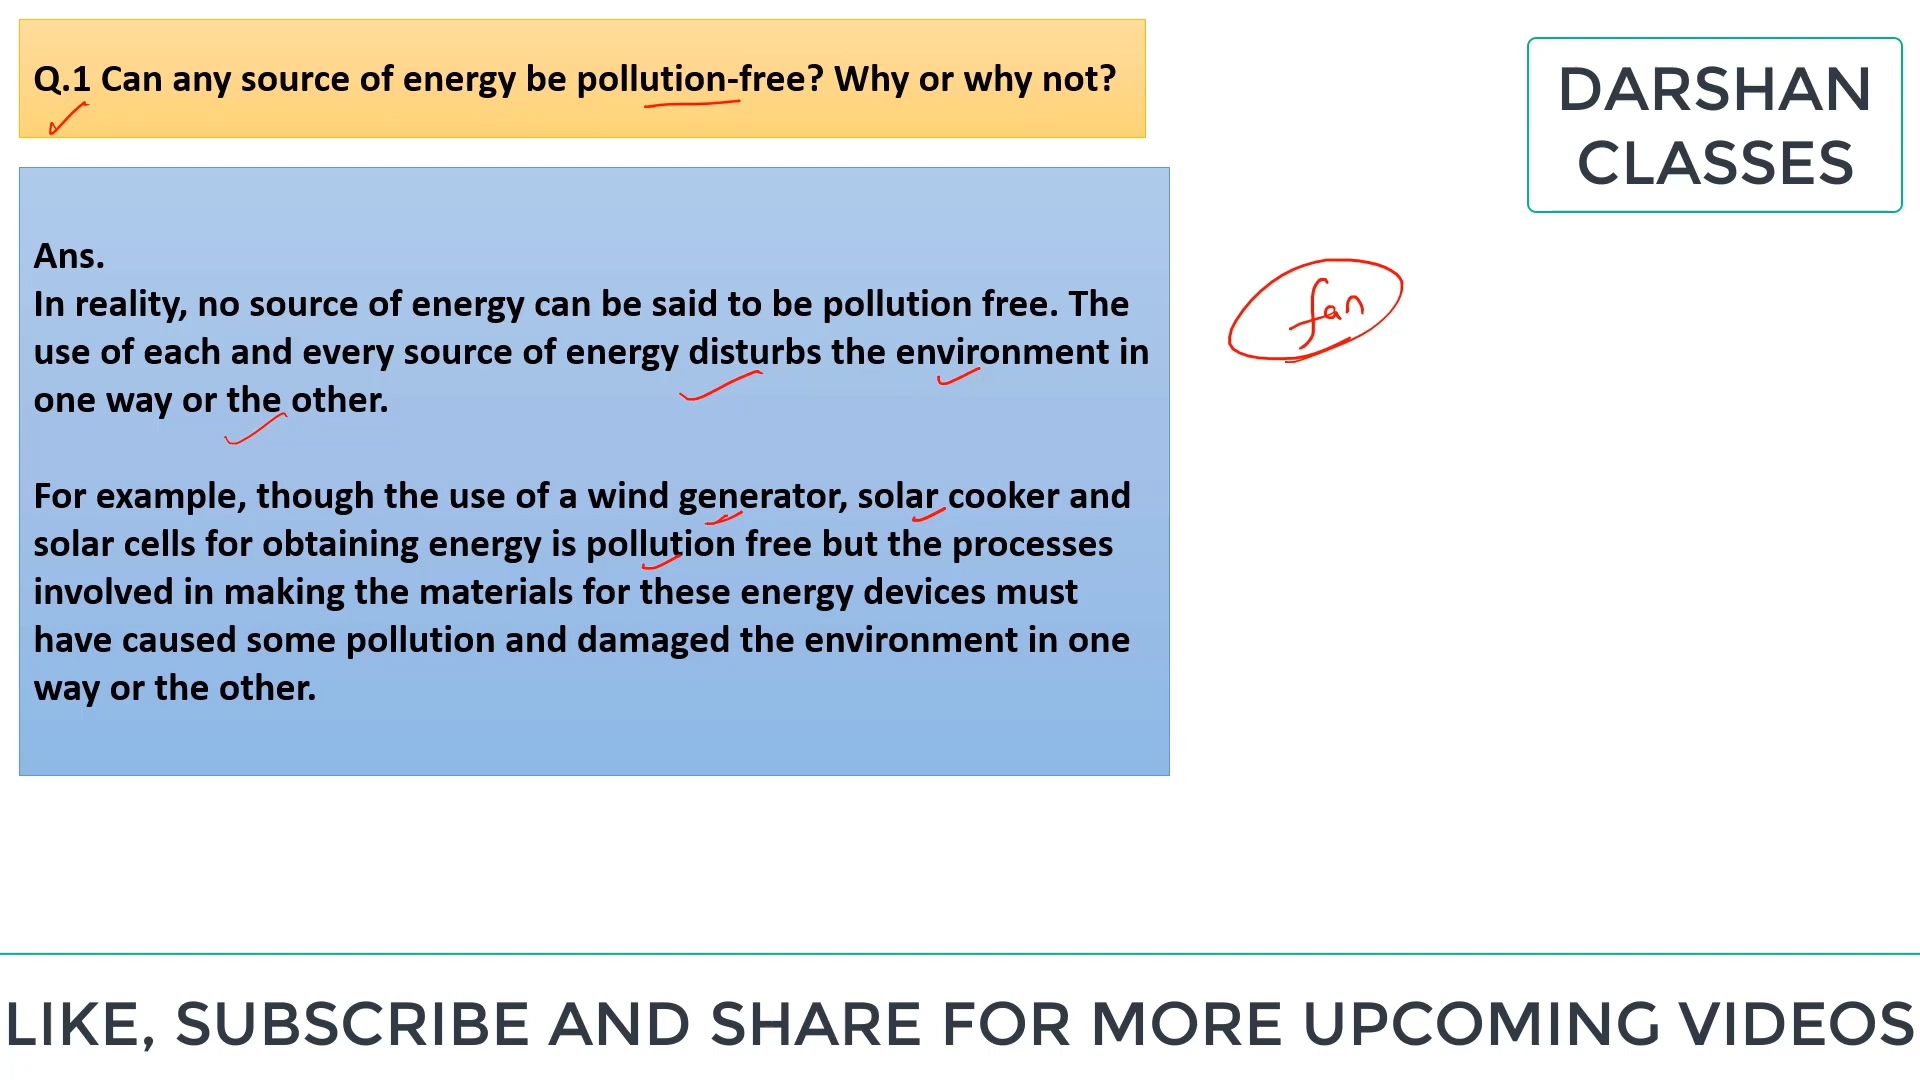 Q.1 Can any source of energy be pollution-free? Why or why not?
DARSHAN
CLASSES
Ans.
In reality, no source of energy can be said to be pollution free. The
use of each and every source of energy disturbs the environment in
one way or the other.
For example, though the use of a wind generator, solar cooker and
solar cells for obtaining energy is pollution free but the processes
involved in making the materials for these energy devices must
have caused some pollution and damaged the environment in one
way or the other.
fan
LIKE, SUBSCRIBE AND SHARE FOR MORE UPCOMING VIDEOS